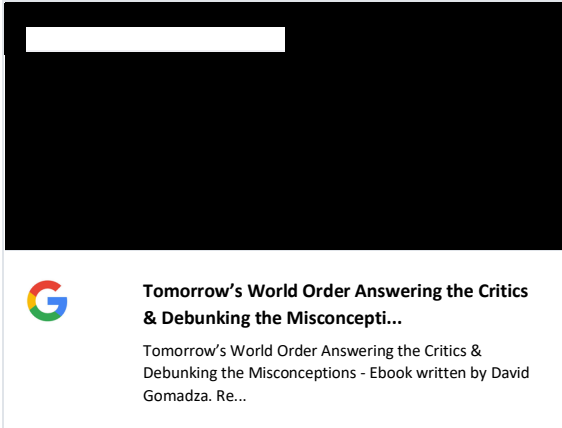 Tomorrow’s World Order Answering the Critics
& Debunking the Misconcepti...
Tomorrow’s World Order Answering the Critics &
Debunking the Misconceptions - Ebook written by David
Gomadza. Re...